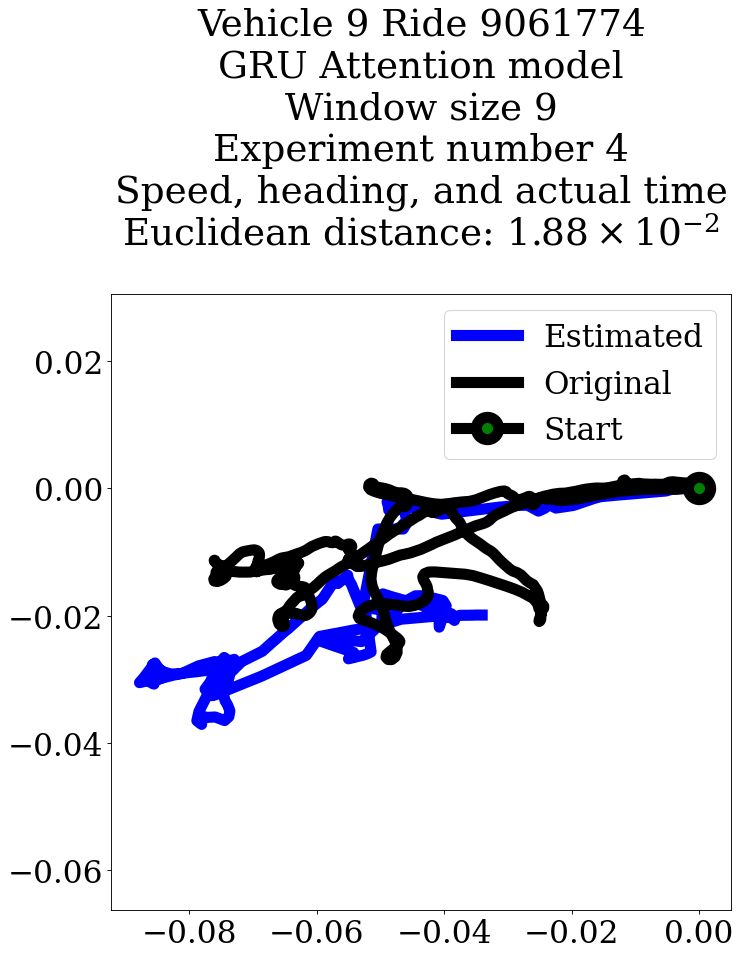 Vehicle 9 Ride 9061774
GRU Attention model
Window size 9
Experiment number 4
Speed, heading, and actual time
Euclidean distance: 1.88 × 10⁻²
Estimated
Original
Start
0.02
0.00
−0.02
−0.04
−0.06
−0.08
−0.06
−0.04
−0.02
0.00